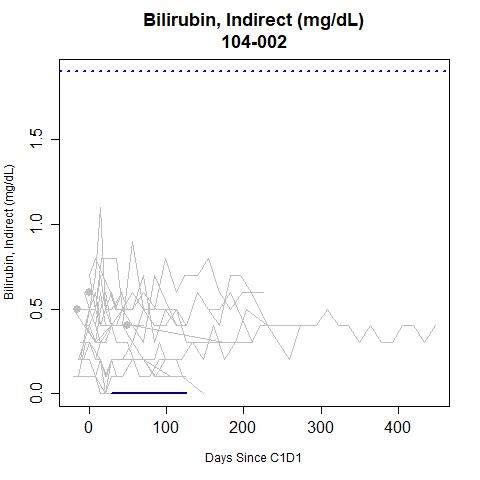 Bilirubin, Indirect (mg/dL)
104-002
Bilirubin, Indirect (mg/dL)
0.0
0.5
1.0
1.5
0 100 200 300 400
Days Since C1D1